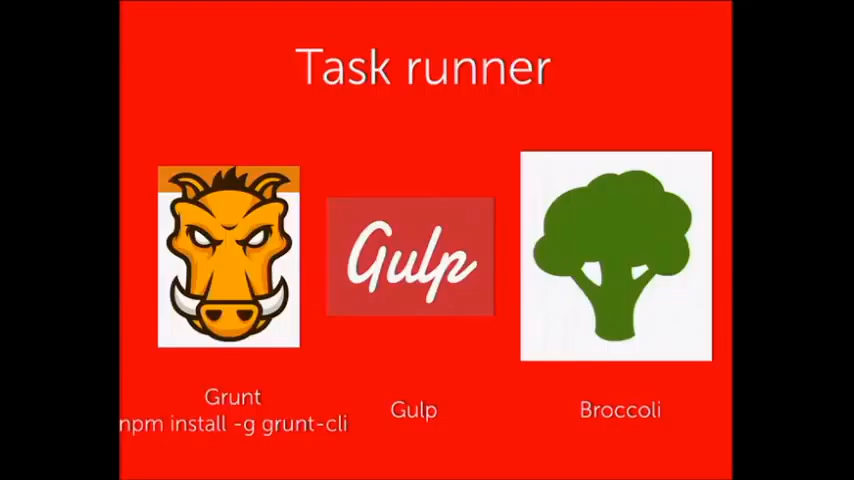 Task runner
Gulp
Grunt
npm install -g grunt-cli
Gulp
Broccoli